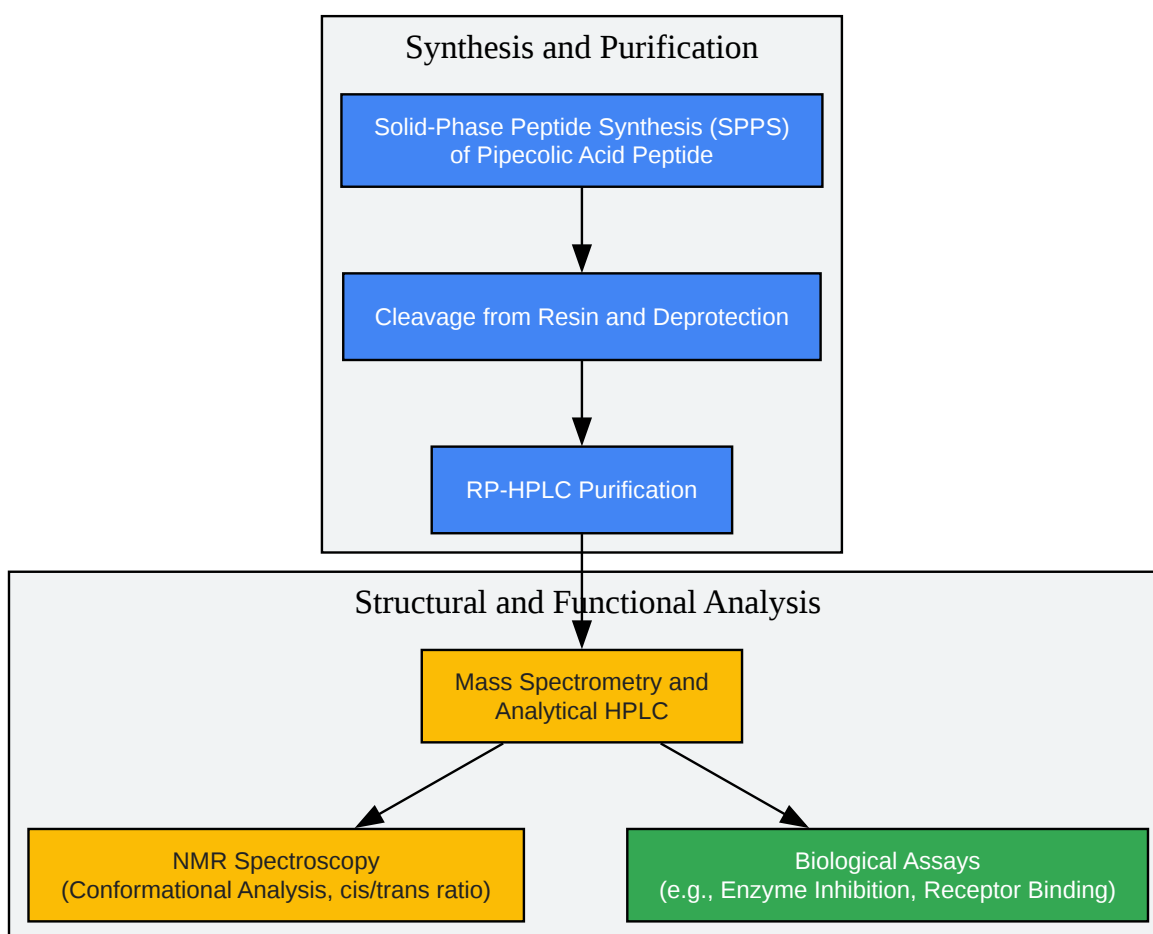 Synthesis and Purification
Solid-Phase Peptide Synthesis (SPPS)
of Pipecolic Acid Peptide
Cleavage from Resin and Deprotection
RP-HPLC Purification
Structural and Functional Analysis
Mass Spectrometry and
Analytical HPLC
NMR Spectroscopy
(Conformational Analysis, cis/trans ratio)
Biological Assays
(e.g., Enzyme Inhibition, Receptor Binding)